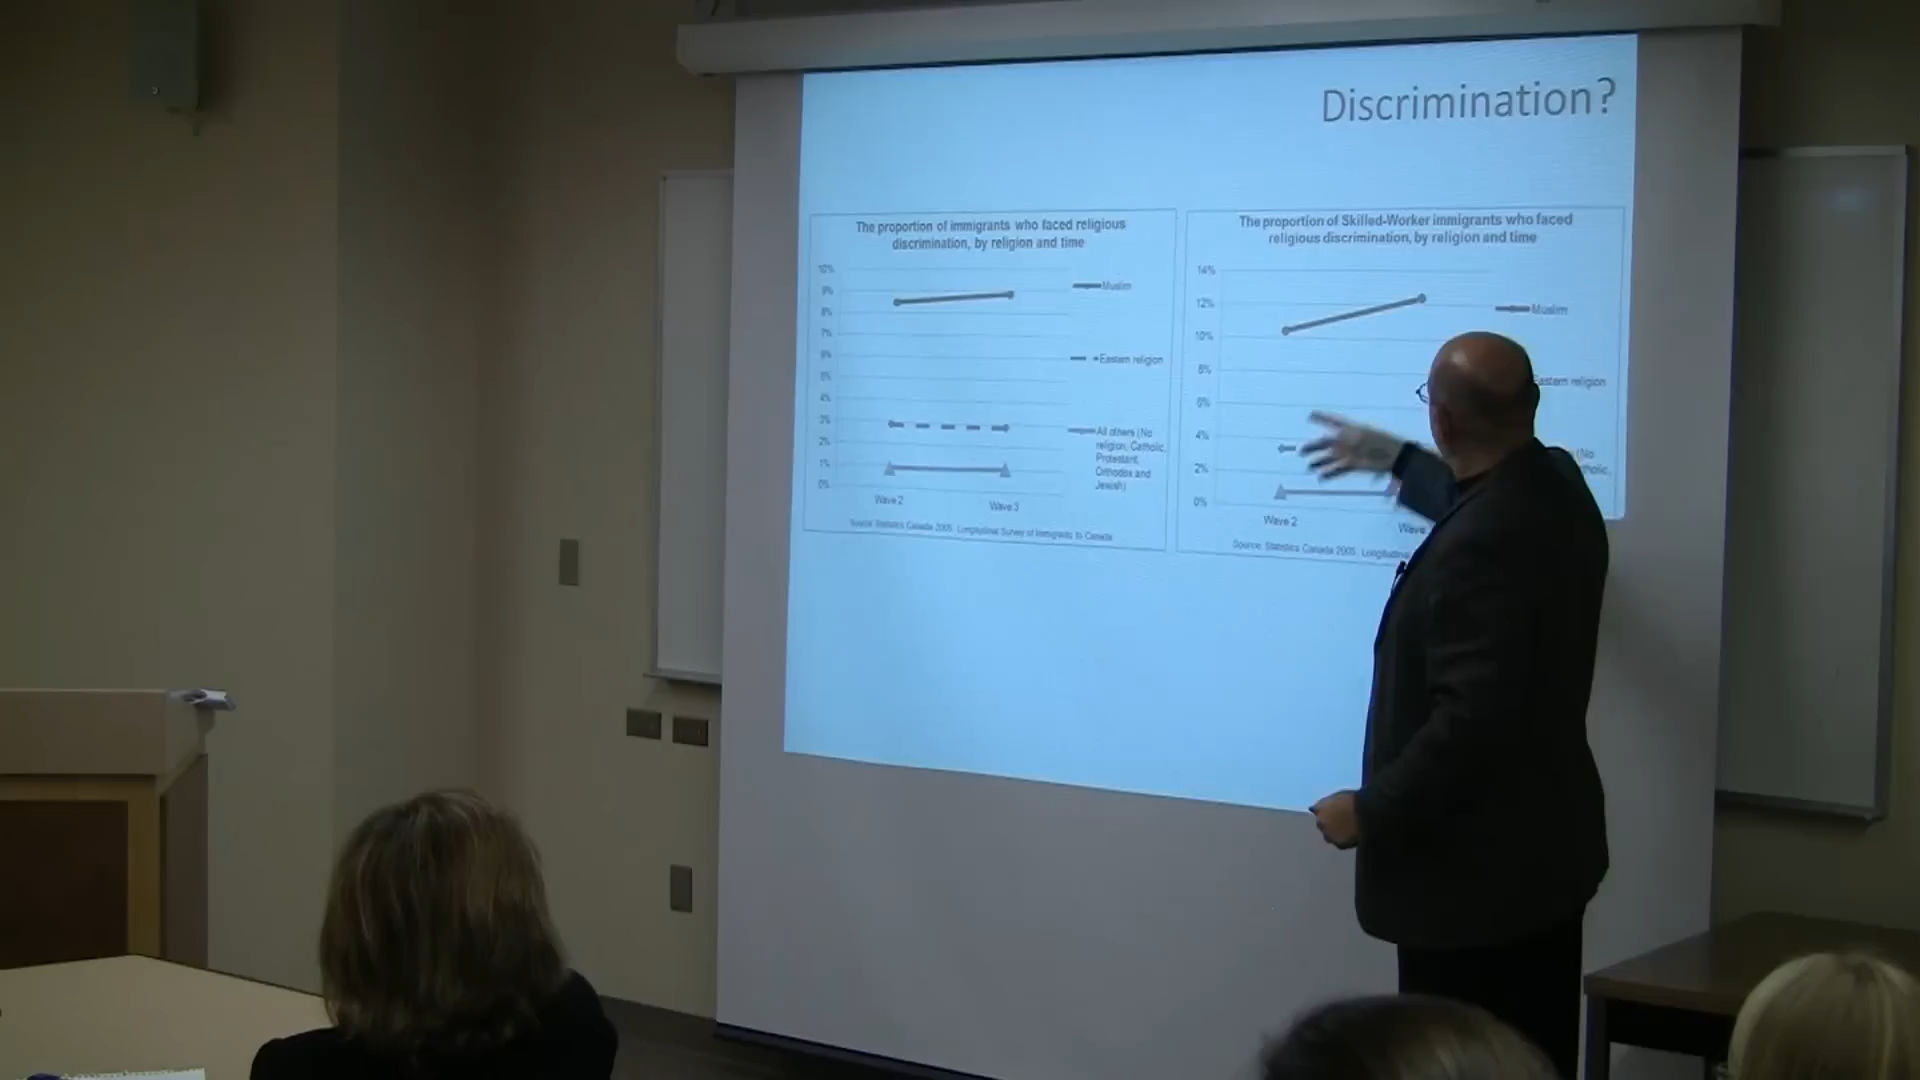 Discrimination?
The proportion of immigrants who faced religious
discrimination, by religion and time
10%
9%
8%
7%
6%
5%
4%
3%
2%
1%
0%
Wave 2
Wave 3
Muslim
Eastern religion
All others (No
religion, Catholic,
Protestant,
Orthodox and
Jewish)
Source: Statistics Canada 2005. Longitudinal Survey of Immigrants to Canada
The proportion of Skilled-Worker immigrants who faced
religious discrimination, by religion and time
14%
12%
10%
8%
6%
4%
2%
0%
Wave 2
Wave
Muslim
Eastern religion
(No
tholic,
Source: Statistics Canada 2005. Longitudina